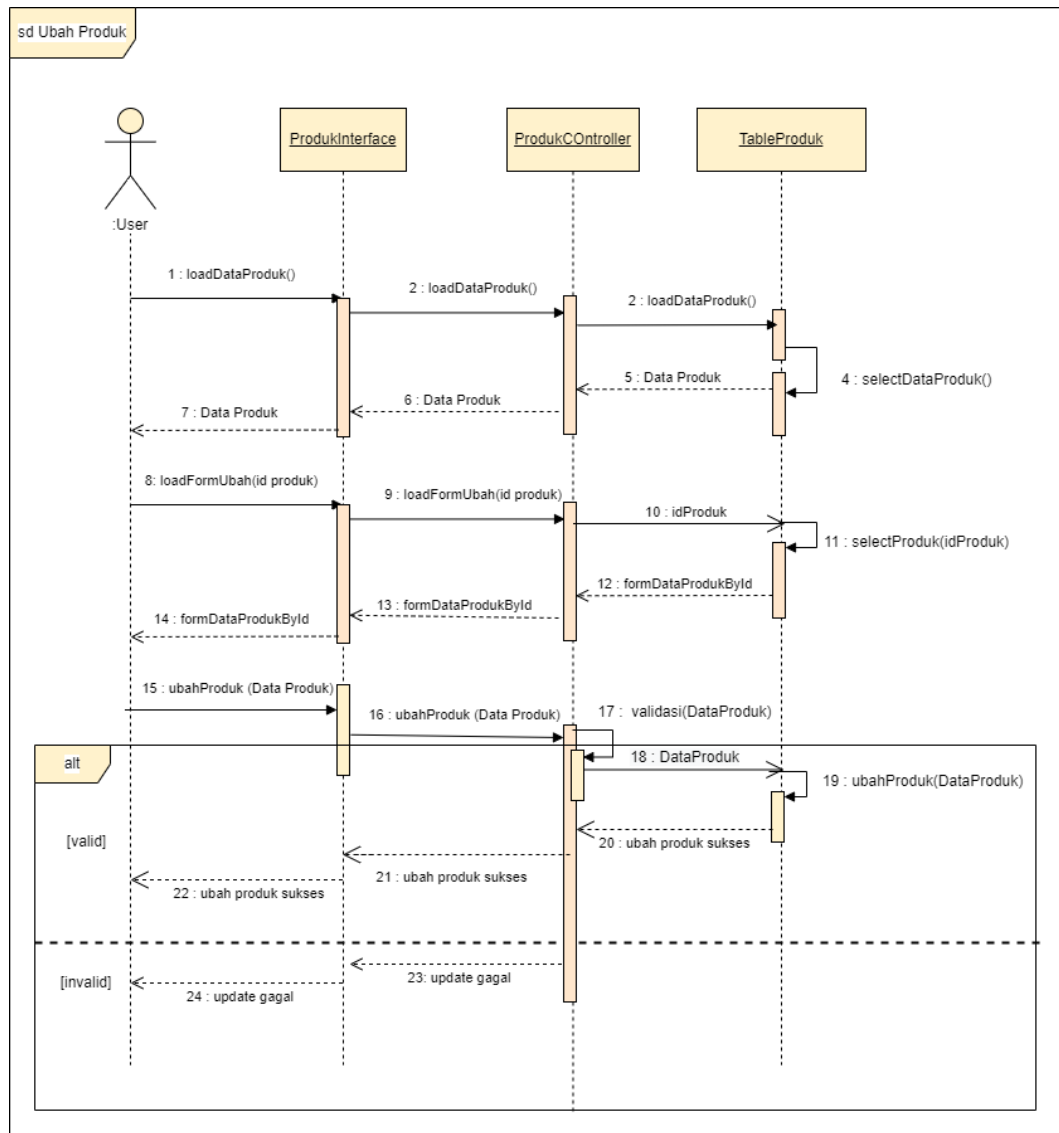 sd Ubah Produk
ProdukInterface
ProdukCOntroller
TableProduk
:User
1 : loadDataProduk()
2 : loadDataProduk()
2 : loadDataProduk()
4 : selectDataProduk()
5 : Data Produk
6 : Data Produk
7 : Data Produk
8: loadFormUbah(id produk)
9 : loadFormUbah(id produk)
10 : idProduk
11 : selectProduk(idProduk)
12 : formDataProdukById
13 : formDataProdukById
14 : formDataProdukById
15 : ubahProduk (Data Produk)
16 : ubahProduk (Data Produk)
17 : validasi(DataProduk)
alt
18 : DataProduk
19 : ubahProduk(DataProduk)
[valid]
20 : ubah produk sukses
21 : ubah produk sukses
22 : ubah produk sukses
[invalid]
23: update gagal
24 : update gagal